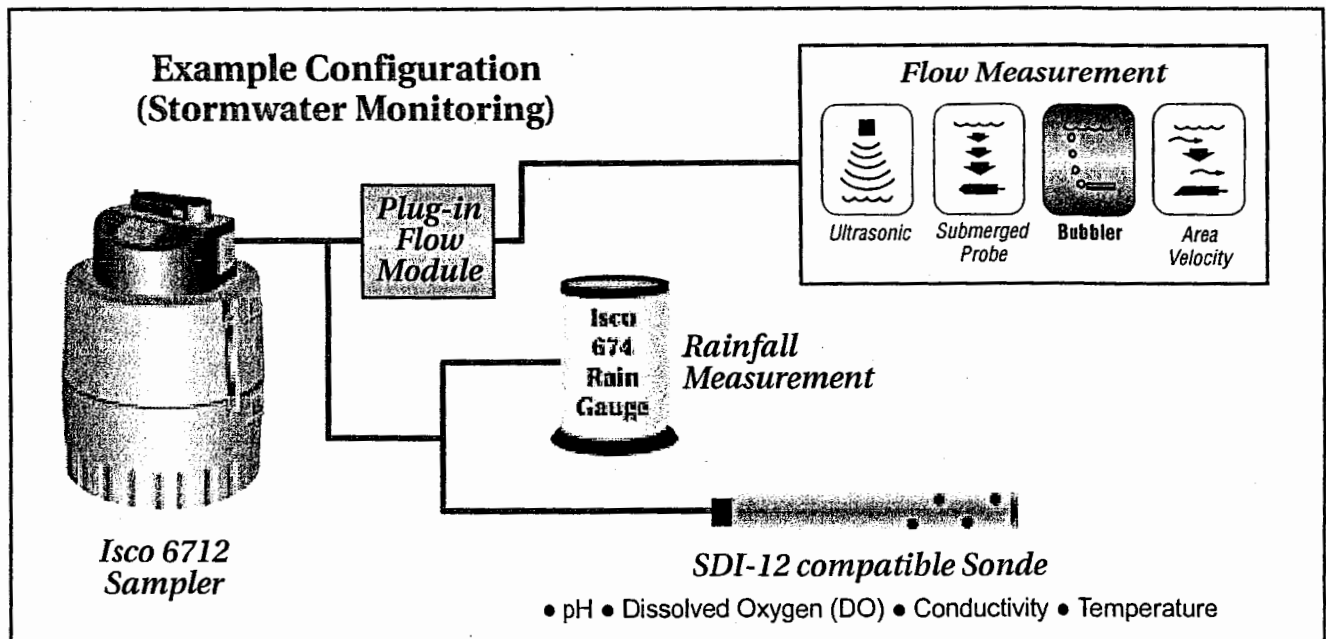 Example Configuration
(Stormwater Monitoring)
Flow Measurement
Ultrasonic
Submerged
Probe
Bubbler
Area
Velocity
Plug-in
Flow
Module
Isco
674
Rain
Gauge
Rainfall
Measurement
Isco 6712
Sampler
SDI-12 compatible Sonde
● pH ● Dissolved Oxygen (DO) ● Conductivity ● Temperature